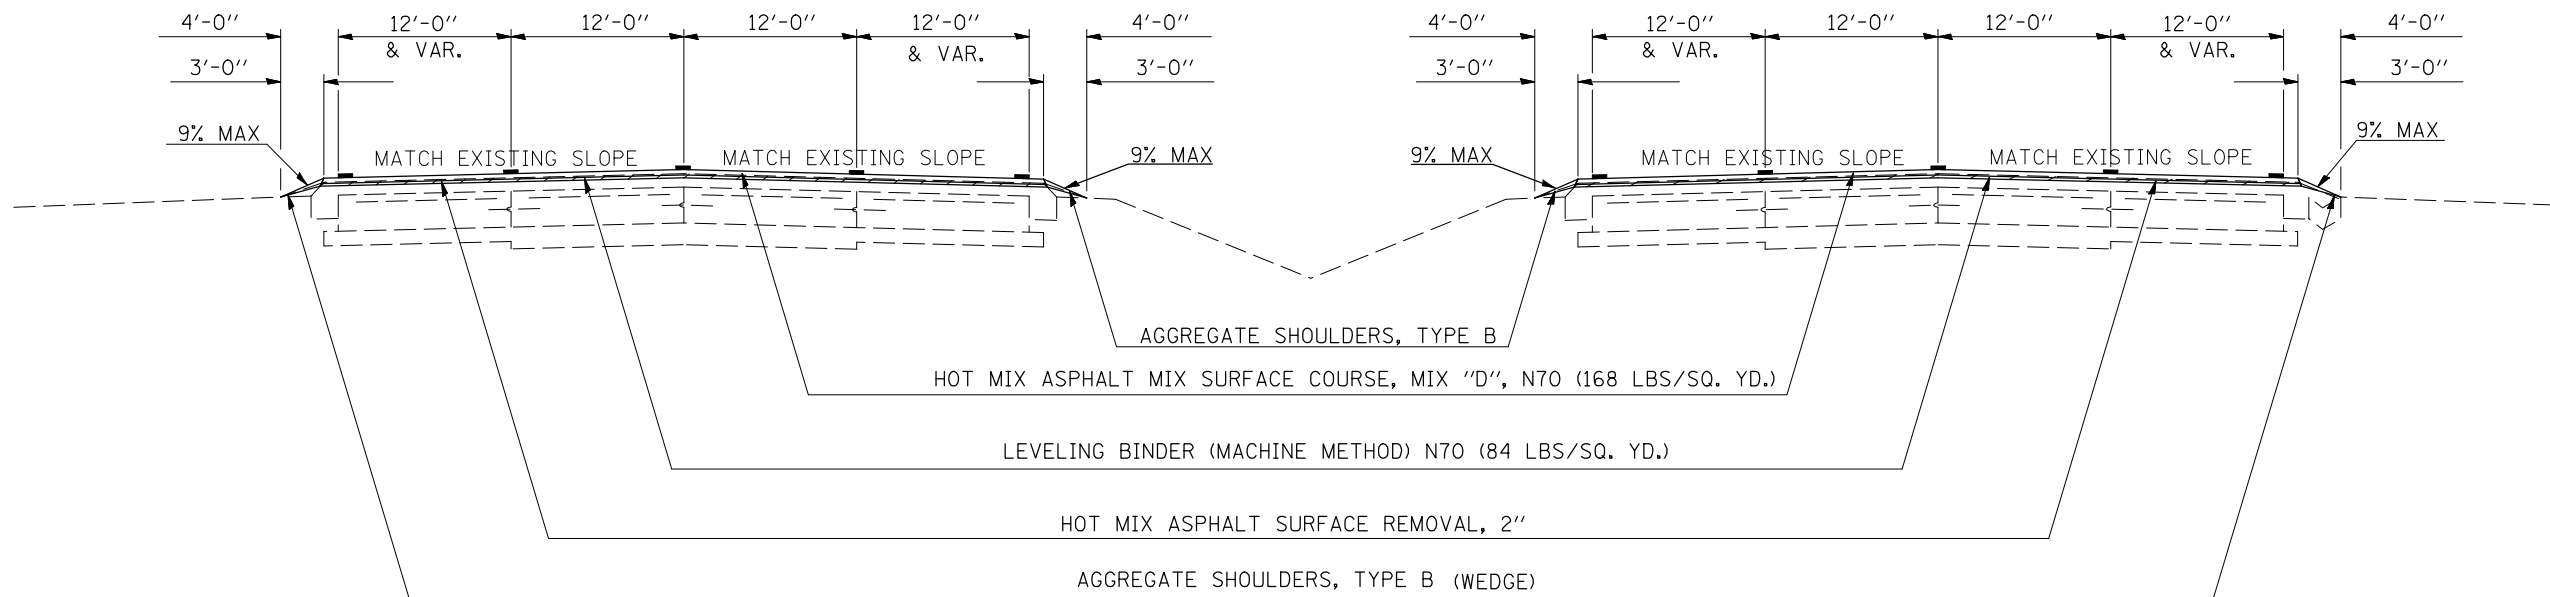 4'-0" 12'-0" 12'-0" 12'-0" 12'-0" 4'-0" 4'-0" 12'-0" 12'-0" 12'-0" 12'-0" 4'-0"
& VAR. & VAR. & VAR. & VAR.
3'-0" 3'-0" 3'-0" 3'-0"
9% MAX 9% MAX 9% MAX 9% MAX
MATCH EXISTING SLOPE MATCH EXISTING SLOPE MATCH EXISTING SLOPE MATCH EXISTING SLOPE
AGGREGATE SHOULDERS, TYPE B
HOT MIX ASPHALT MIX SURFACE COURSE, MIX "D", N70 (168 LBS/SQ. YD.)
LEVELING BINDER (MACHINE METHOD) N70 (84 LBS/SQ. YD.)
HOT MIX ASPHALT SURFACE REMOVAL, 2"
AGGREGATE SHOULDERS, TYPE B (WEDGE)